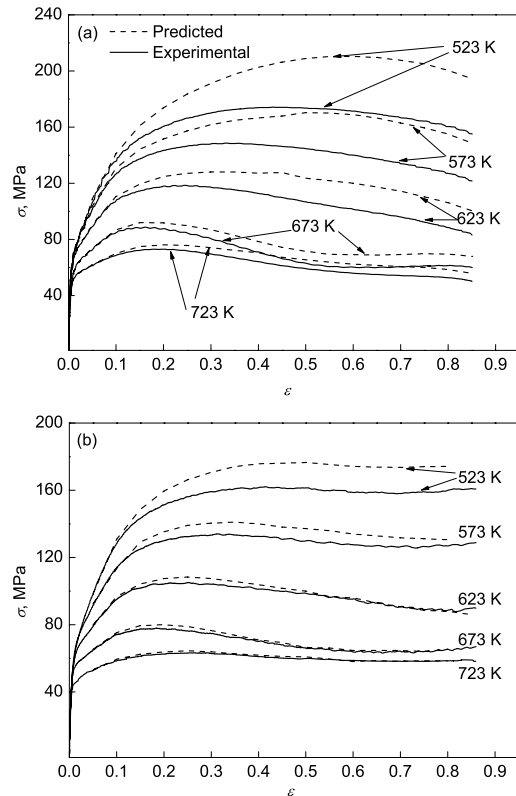 240
(a)
Predicted
Experimental
523 K
200
160
573 K
σ, MPa
120
623 K
673 K
80
723 K
40
0.0 0.1 0.2 0.3 0.4 0.5 0.6 0.7 0.8 0.9
ε
200
(b)
523 K
160
573 K
120
σ, MPa
623 K
80
673 K
723 K
40
0.0 0.1 0.2 0.3 0.4 0.5 0.6 0.7 0.8 0.9
ε